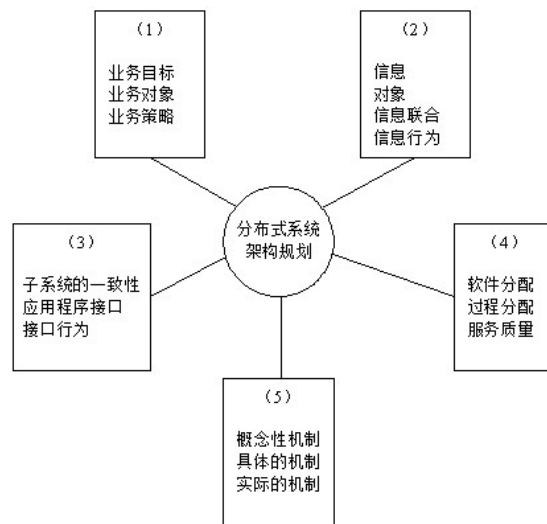 （1）
业务目标
业务对象
业务策略
（2）
信息
对象
信息联合
信息行为
分布式系统
架构规划
（3）
子系统的一致性
应用程序接口
接口行为
（4）
软件分配
过程分配
服务质量
（5）
概念性机制
具体的机制
实际的机制